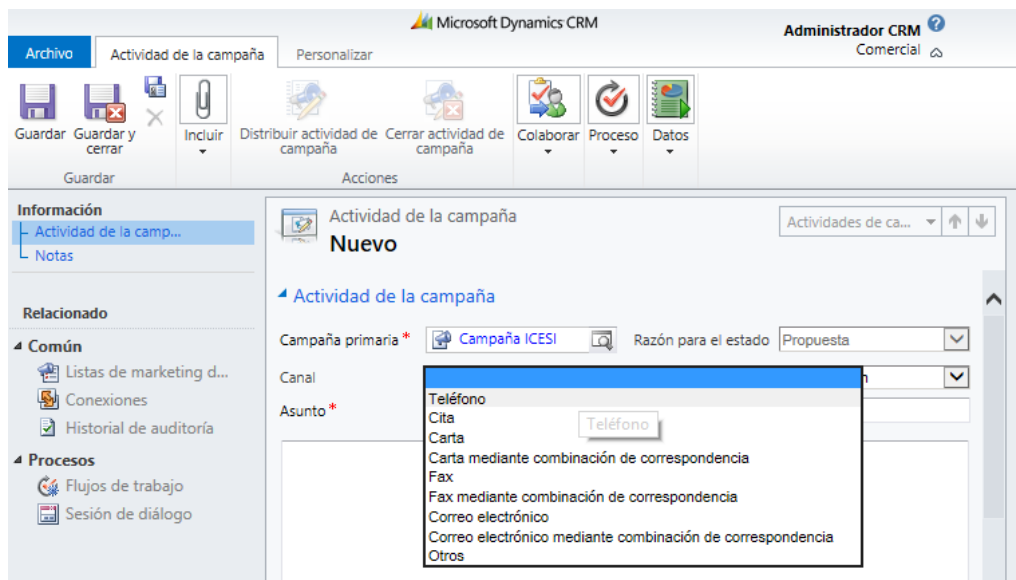 Microsoft Dynamics CRM
Administrador CRM
Comercial
Archivo
Actividad de la campaña
Personalizar
Guardar
Guardar y cerrar
Incluir
Distribuir actividad de campaña
Cerrar actividad de campaña
Colaborar
Proceso
Datos
Guardar
Acciones
Información
Actividad de la camp...
Notas
Relacionado
Común
Listas de marketing d...
Conexiones
Historial de auditoría
Procesos
Flujos de trabajo
Sesión de diálogo
Actividad de la campaña
Nuevo
Actividades de ca...
Actividad de la campaña
Campaña primaria *
Campaña ICESI
Razón para el estado
Propuesta
Canal
Asunto *
Teléfono
Cita
Teléfono
Carta
Carta mediante combinación de correspondencia
Fax
Fax mediante combinación de correspondencia
Correo electrónico
Correo electrónico mediante combinación de correspondencia
Otros